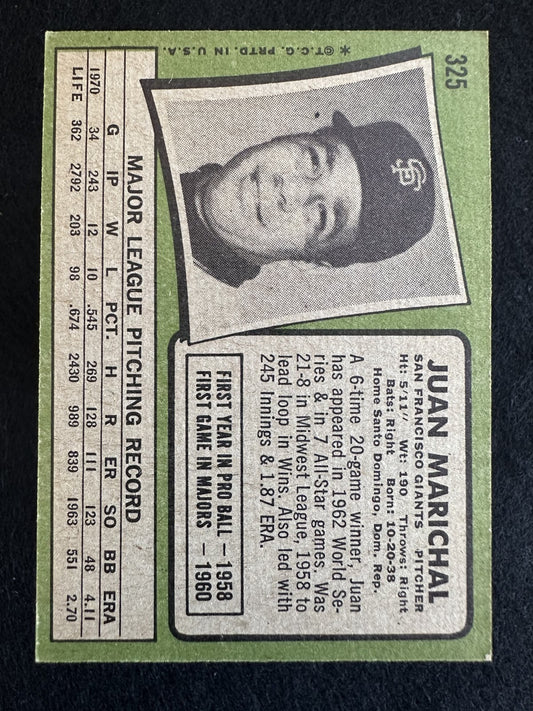 325
*©T.C.G. PRTD. IN U.S.A.
SF
JUAN MARICHAL
SAN FRANCISCO GIANTS PITCHER
Ht: 5/11" Wt: 190 Throws: Right
Bats: Right Born: 10-20-38
Home Santo Domingo, Dom. Rep.
A 6-time 20-game winner, Juan
has appeared in 1962 World Se-
ries & in 7 All-Star games. Was
21-8 in Midwest League, 1958 to
lead loop in Wins. Also led with
245 Innings & 1.87 ERA.
FIRST YEAR IN PRO BALL — 1958
FIRST GAME IN MAJORS — 1960
MAJOR LEAGUE PITCHING RECORD
G IP W L PCT. H R ER SO BB ERA
1970 34 243 12 10 .545 269 128 111 123 48 4.11
LIFE 362 2792 203 98 .674 2430 989 839 1963 551 2.70